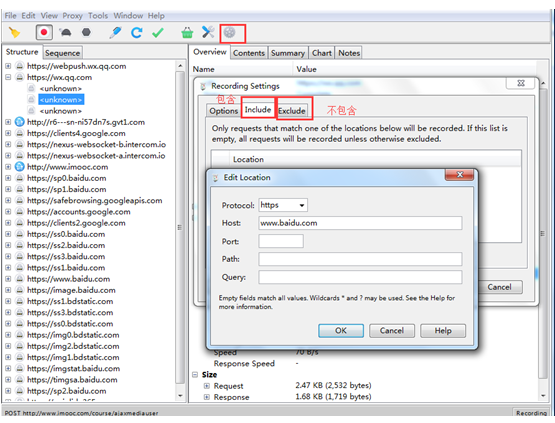 File Edit View Proxy Tools Window Help
Structure Sequence
https://webpush.wx.qq.com
https://wx.qq.com
<unknown>
<unknown>
<unknown>
https://r6---sn-ni57dn7s.gvt1.com
https://clients4.google.com
https://nexus-websocket-b.intercom.io
https://nexus-websocket-a.intercom.io
http://www.imooc.com
https://sp0.baidu.com
https://sp1.baidu.com
https://safebrowsing.googleapis.com
https://accounts.google.com
https://clients2.google.com
https://ss0.baidu.com
https://ss2.baidu.com
https://ss3.baidu.com
https://ss1.baidu.com
https://www.baidu.com
https://image.baidu.com
https://ss1.bdstatic.com
https://ss3.bdstatic.com
https://ss0.bdstatic.com
https://img0.bdstatic.com
https://img2.bdstatic.com
https://img1.bdstatic.com
https://imgstat.baidu.com
https://timgsa.baidu.com
https://sp2.baidu.com
Overview Contents Summary Chart Notes
Name Value
Recording Settings
包含
不包含
Options Include Exclude
Only requests that match one of the locations below will be recorded. If this list is
empty, all requests will be recorded unless otherwise excluded.
Location
Edit Location
Protocol: https
Host: www.baidu.com
Port:
Path:
Query:
Empty fields match all values. Wildcards * and ? may be used. See the Help for
more information.
OK Cancel Help
Cancel
Speed 70 B/s
Response Speed -
Size
Request 2.47 KB (2,532 bytes)
Response 1.68 KB (1,719 bytes)
POST http://www.imooc.com/course/ajaxmediauser
Recording